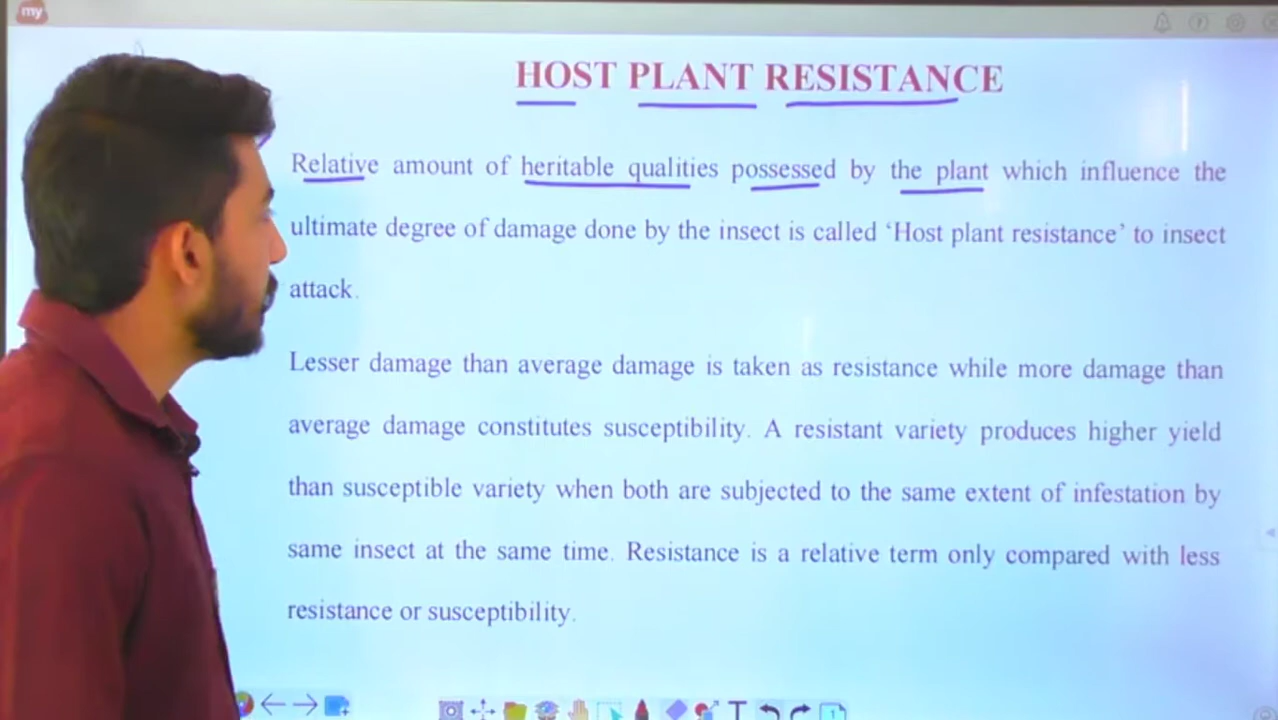 my
HOST PLANT RESISTANCE
Relative amount of heritable qualities possessed by the plant which influence the
ultimate degree of damage done by the insect is called ‘Host plant resistance’ to insect
attack.
Lesser damage than average damage is taken as resistance while more damage than
average damage constitutes susceptibility. A resistant variety produces higher yield
than susceptible variety when both are subjected to the same extent of infestation by
same insect at the same time. Resistance is a relative term only compared with less
resistance or susceptibility.
T 1